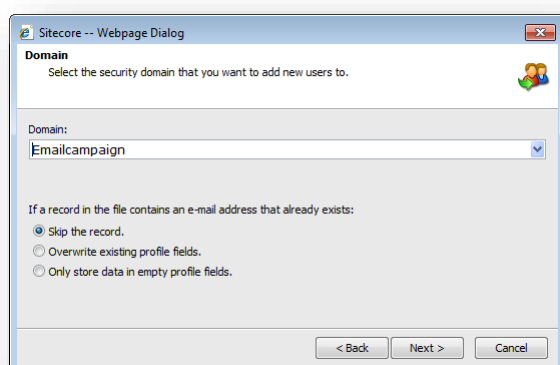 Sitecore -- Webpage Dialog
Domain
Select the security domain that you want to add new users to.
Domain:
Emailcampaign
If a record in the file contains an e-mail address that already exists:
Skip the record.
Overwrite existing profile fields.
Only store data in empty profile fields.
< Back Next > Cancel